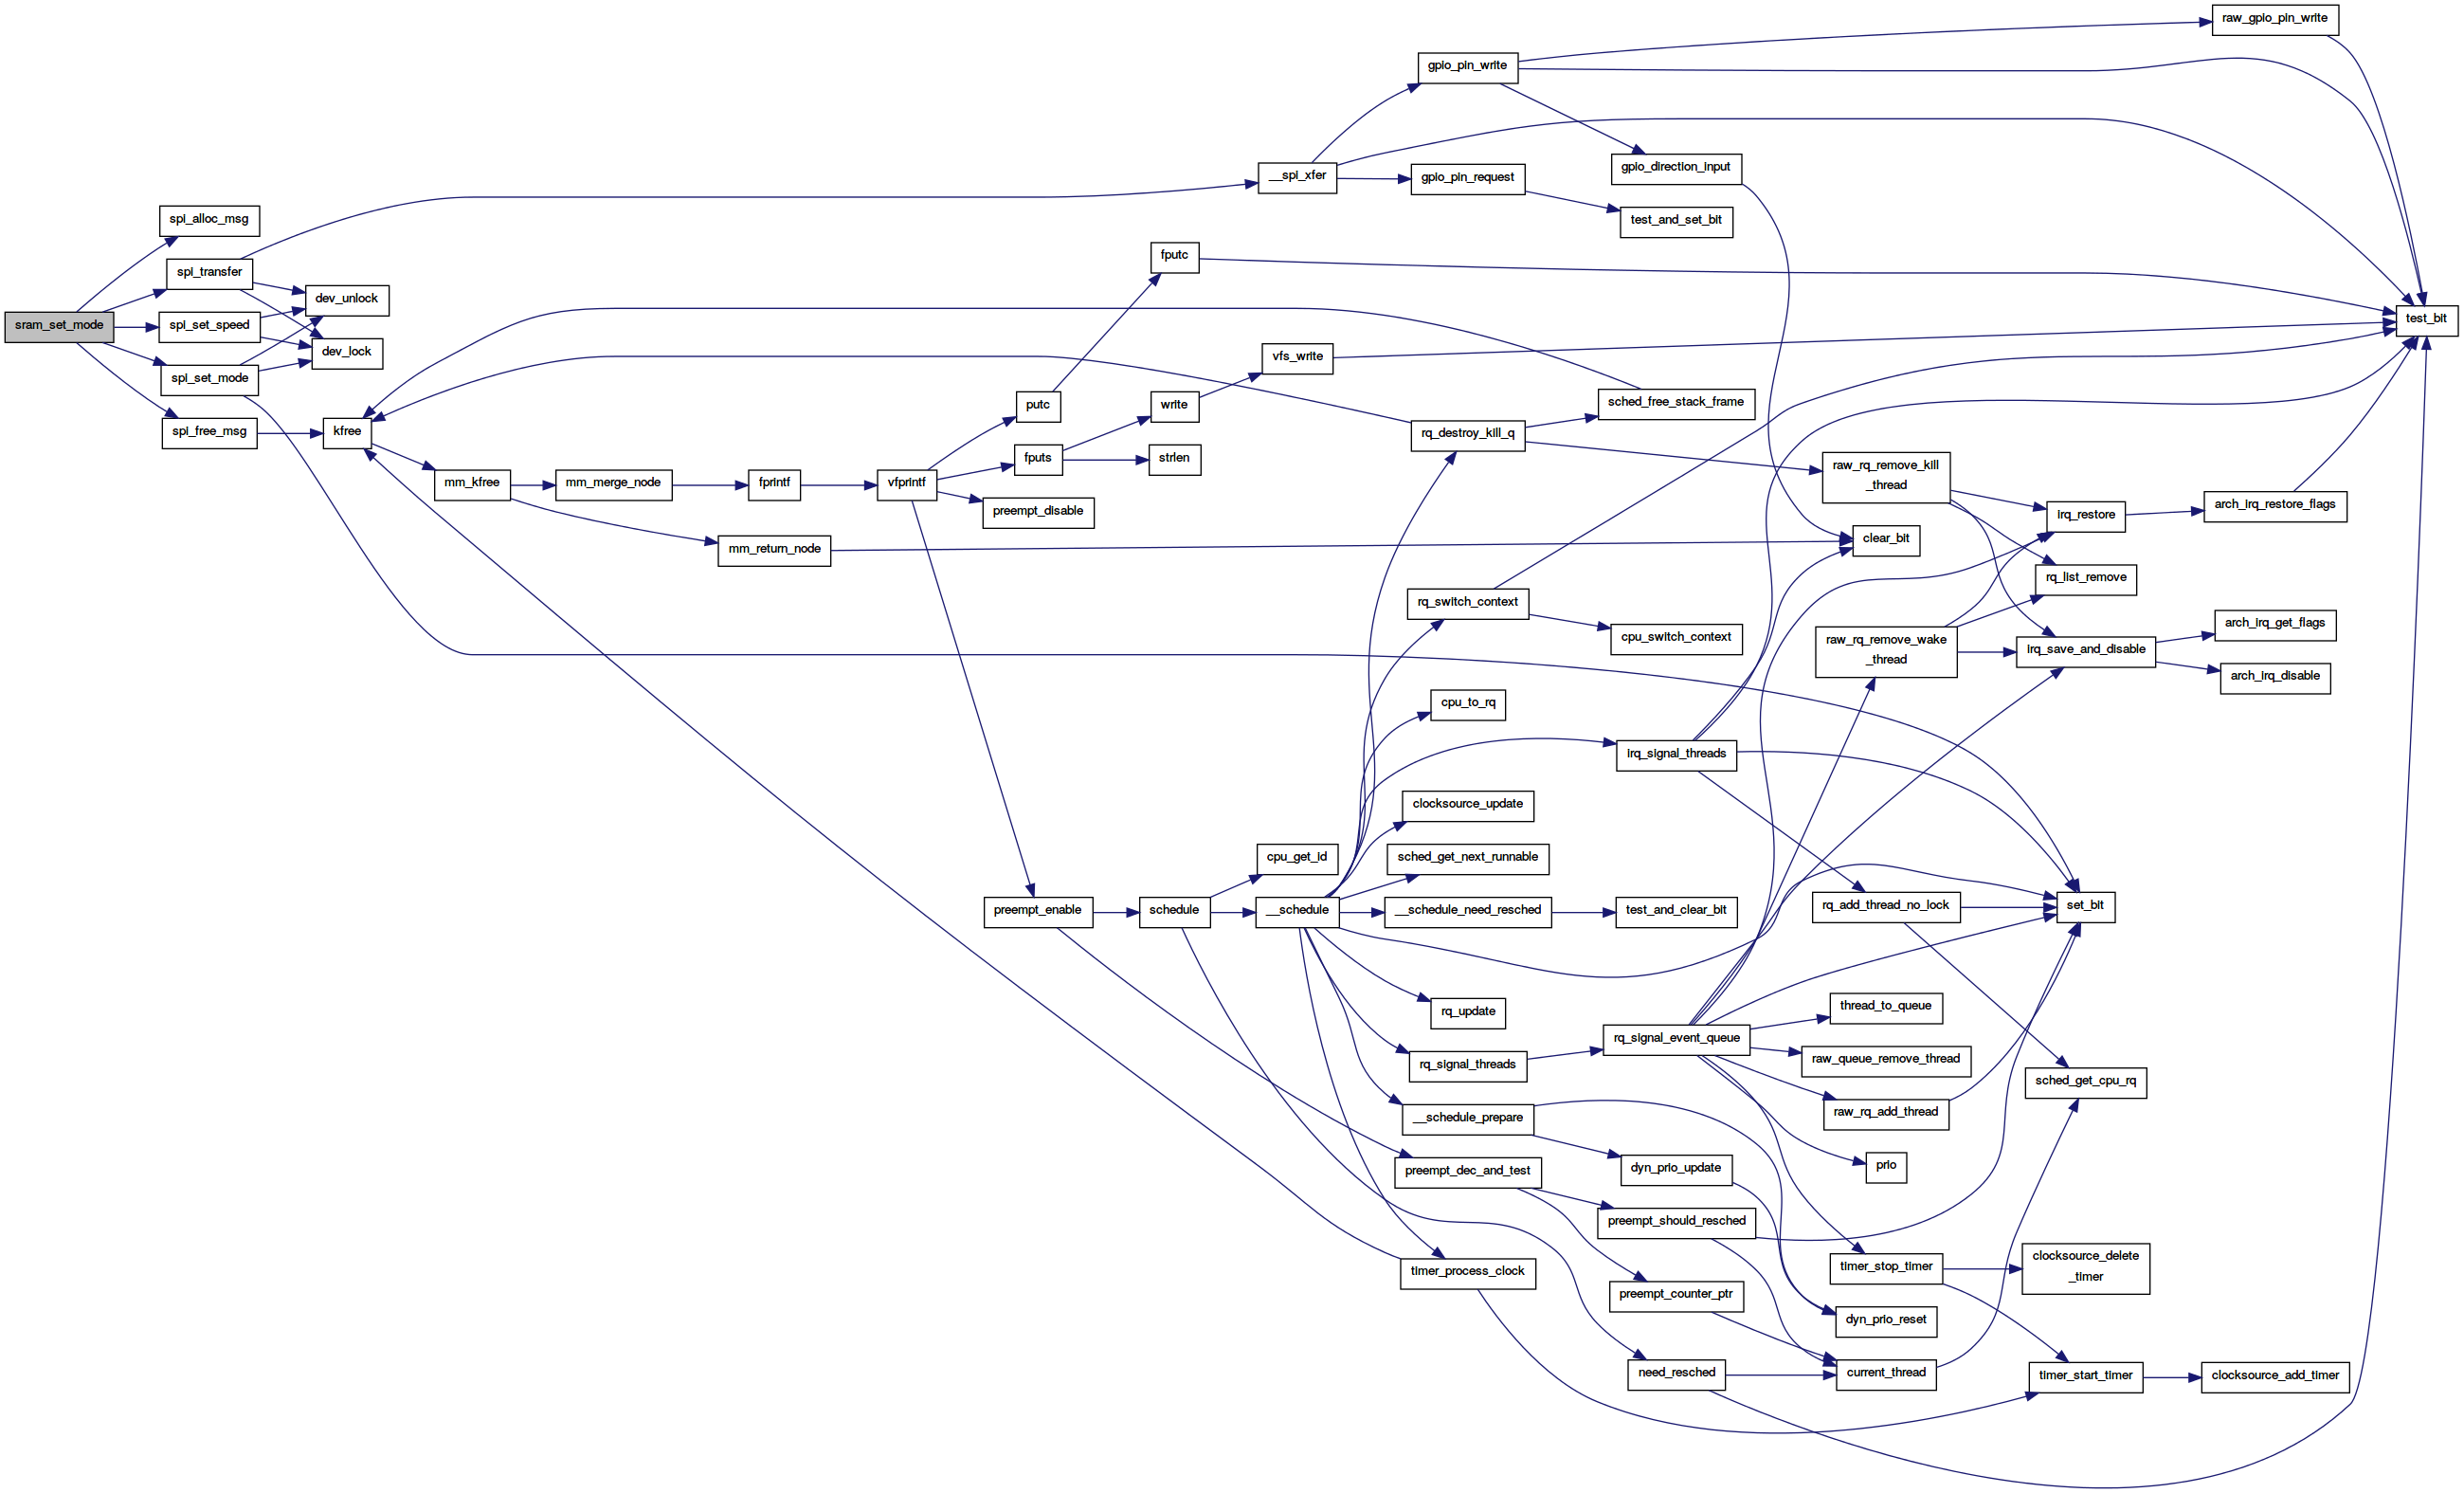 raw_gpio_pin_write
gpio_pin_write
__spi_xfer
gpio_pin_request
gpio_direction_input
test_and_set_bit
spi_alloc_msg
spi_transfer
fputc
dev_unlock
sram_set_mode
spi_set_speed
test_bit
dev_lock
vfs_write
spi_set_mode
putc
write
sched_free_stack_frame
spi_free_msg
kfree
rq_destroy_kill_q
fputs
strlen
raw_rq_remove_kill
_thread
mm_kfree
mm_merge_node
fprintf
vfprintf
preempt_disable
irq_restore
arch_irq_restore_flags
mm_return_node
clear_bit
rq_list_remove
rq_switch_context
cpu_switch_context
raw_rq_remove_wake
_thread
irq_save_and_disable
arch_irq_get_flags
arch_irq_disable
cpu_to_rq
irq_signal_threads
clocksource_update
cpu_get_id
sched_get_next_runnable
preempt_enable
schedule
__schedule
__schedule_need_resched
test_and_clear_bit
rq_add_thread_no_lock
set_bit
rq_update
thread_to_queue
rq_signal_event_queue
rq_signal_threads
raw_queue_remove_thread
sched_get_cpu_rq
__schedule_prepare
raw_rq_add_thread
preempt_dec_and_test
dyn_prio_update
prio
preempt_should_resched
timer_process_clock
timer_stop_timer
clocksource_delete
_timer
preempt_counter_ptr
dyn_prio_reset
need_resched
current_thread
timer_start_timer
clocksource_add_timer